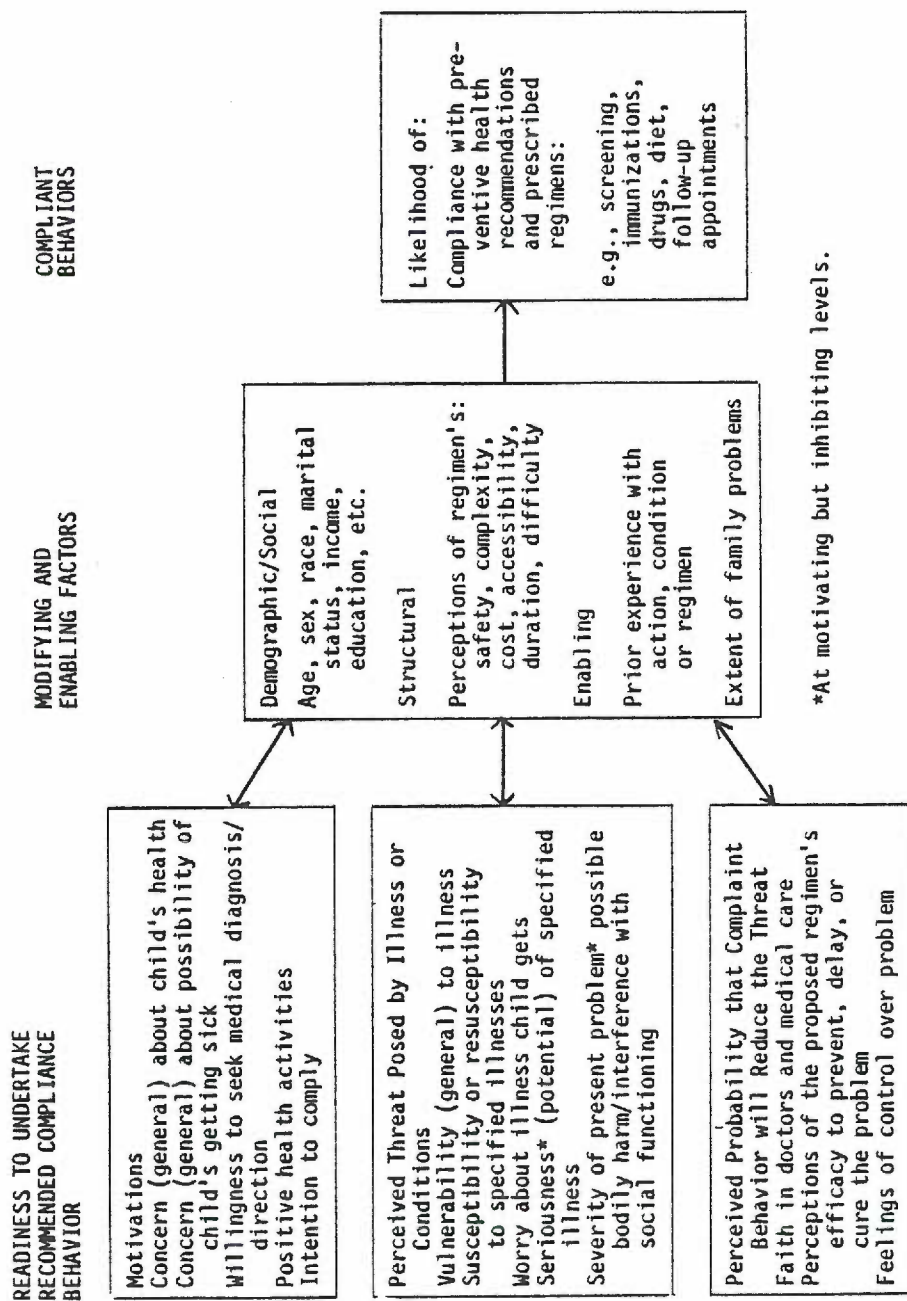 READINESS TO UNDERTAKE
RECOMMENDED COMPLIANCE
BEHAVIOR
Motivations
Concern (general) about child's health
Concern (general) about possibility of
child's getting sick
Willingness to seek medical diagnosis/
direction
Positive health activities
Intention to comply
Perceived Threat Posed by Illness or
Conditions
Vulnerability (general) to illness
Susceptibility or resusceptibility
to specified illnesses
Worry about illness child gets
Seriousness* (potential) of specified
illness
Severity of present problem* possible
bodily harm/interference with
social functioning
Perceived Probability that Complaint
Behavior will Reduce the Threat
Faith in doctors and medical care
Perceptions of the proposed regimen's
efficacy to prevent, delay, or
cure the problem
Feelings of control over problem
MODIFYING AND
ENABLING FACTORS
Demographic/Social
Age, sex, race, marital
status, income,
education, etc.
Structural
Perceptions of regimen's:
safety, complexity,
cost, accessibility,
duration, difficulty
Enabling
Prior experience with
action, condition
or regimen
Extent of family problems
COMPLIANT
BEHAVIORS
Likelihood of:
Compliance with pre-
ventive health
recommendations
and prescribed
regimens:
e.g., screening,
immunizations,
drugs, diet,
follow-up
appointments
*At motivating but inhibiting levels.